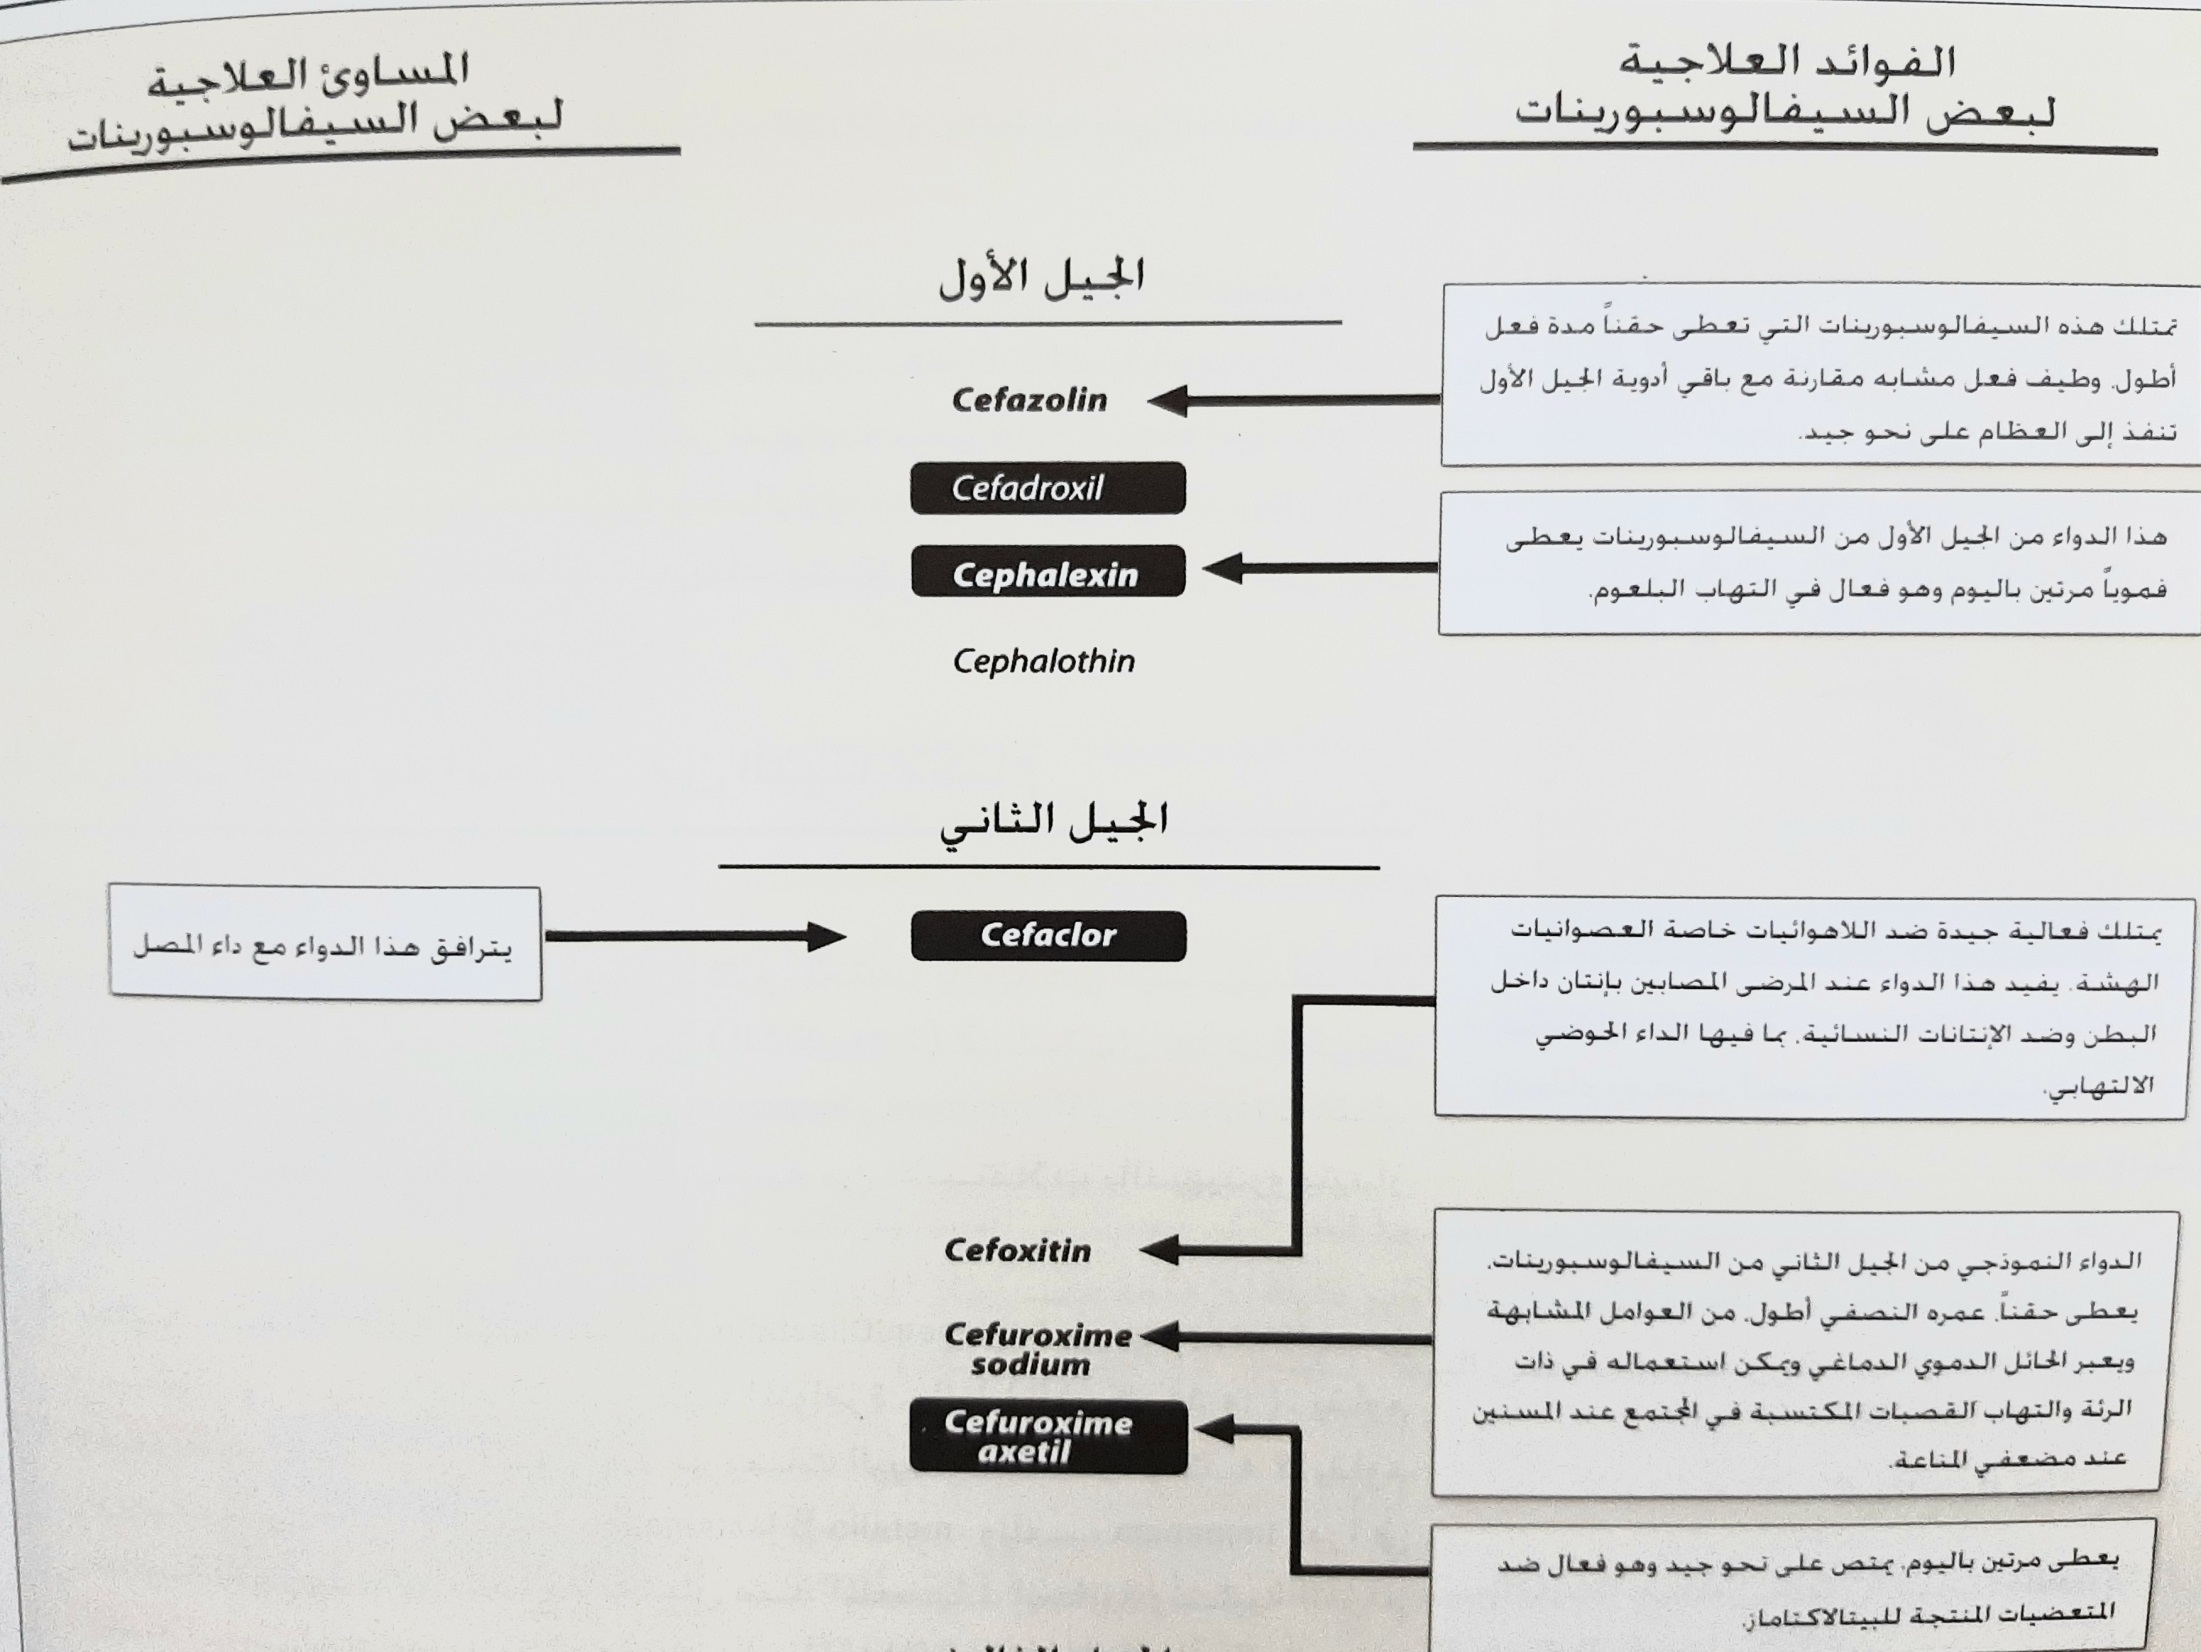 الفوائد العلاجية
لبعض السيفالوسبورينات
المساوئ العلاجية
لبعض السيفالوسبورينات
الجيل الأول
تمتلك هذه السيفالوسبورينات التي تعطى حقناً مدة فعل
أطول. وطيف فعل مشابه مقارنة مع باقي أدوية الجيل الأول
تنفذ إلى العظام على نحو جيد.
Cefazolin
Cefadroxil
هذا الدواء من الجيل الأول من السيفالوسبورينات يعطى
فموياً مرتين باليوم وهو فعال في التهاب البلعوم.
Cephalexin
Cephalothin
الجيل الثاني
Cefaclor
يترافق هذا الدواء مع داء المصل
يمتلك فعالية جيدة ضد اللاهوائيات خاصة العصوانيات
الهشة. يفيد هذا الدواء عند المرضى المصابين بإنتان داخل
البطن وضد الإنتانات النسائية. بما فيها الداء الحوضي
الالتهابي.
Cefoxitin
الدواء النموذجي من الجيل الثاني من السيفالوسبورينات.
يعطى حقناً. عمره النصفي أطول. من العوامل المشابهة
ويعبر الحائل الدموي الدماغي ويمكن استعماله في ذات
الرئة والتهاب القصبات المكتسبة في المجتمع عند المسنين
عند مضعفي المناعة.
Cefuroxime
sodium
Cefuroxime
axetil
يعطى مرتين باليوم. يمتص على نحو جيد وهو فعال ضد
المتعضيات المنتجة للبيتالاكتاماز.